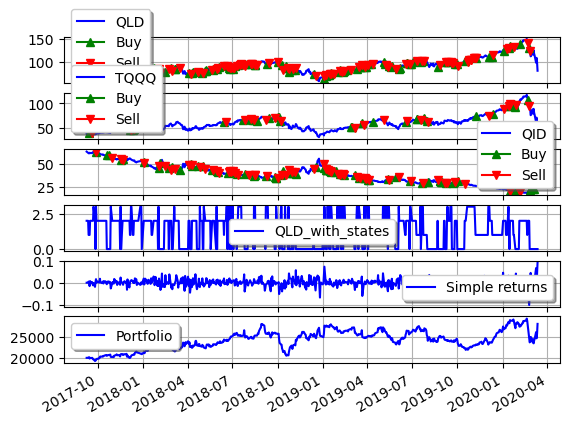 QLD
Buy
Sell
150
100
TQQQ
Buy
Sell
100
50
QID
Buy
Sell
50
25
QLD_with_states
2.5
0.0
Simple returns
0.1
0.0
−0.1
Portfolio
25000
20000
2017-10
2018-01
2018-04
2018-07
2018-10
2019-01
2019-04
2019-07
2019-10
2020-01
2020-04